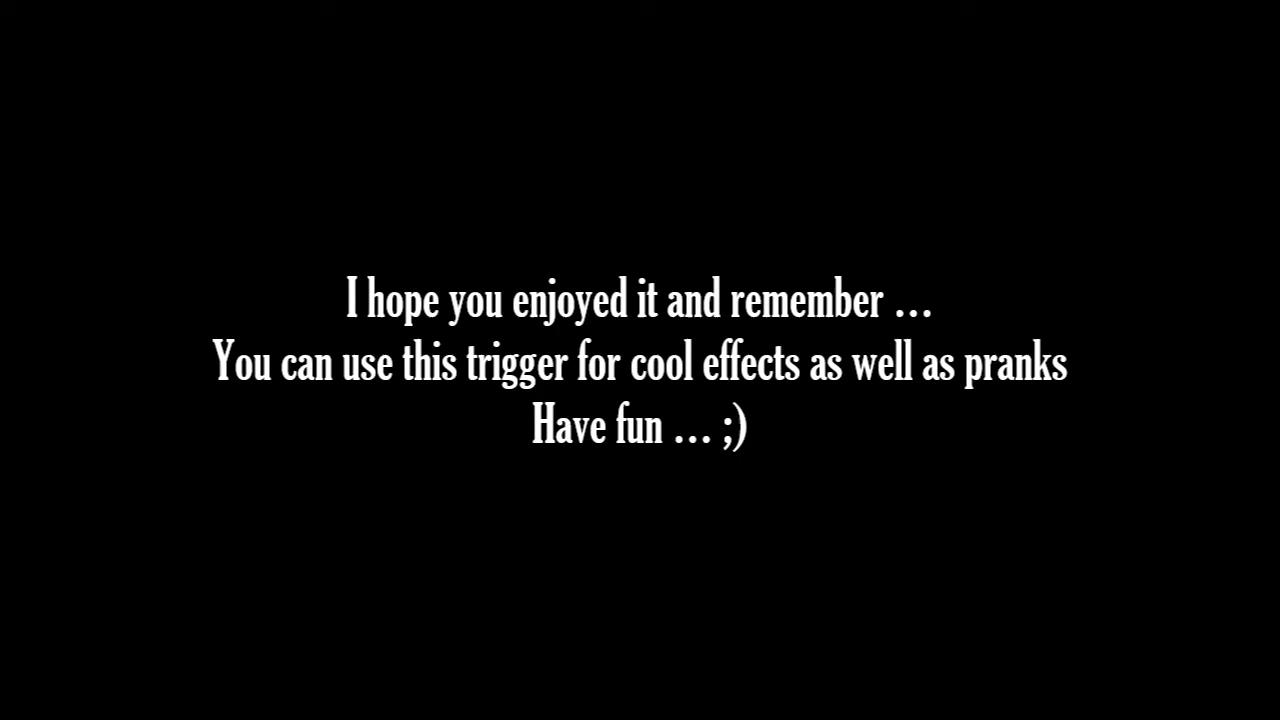 I hope you enjoyed it and remember ...
You can use this trigger for cool effects as well as pranks
Have fun ... ;)